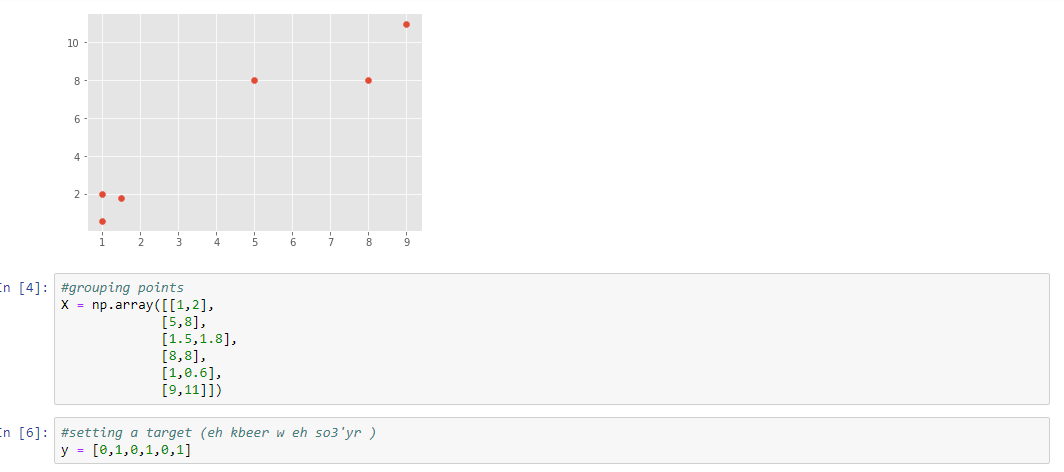 10
8
6
4
2
1 2 3 4 5 6 7 8 9
In [4]: #grouping points
X = np.array([[1,2],
[5,8],
[1.5,1.8],
[8,8],
[1,0.6],
[9,11]])
In [6]: #setting a target (eh kbeer w eh so3'yr )
y = [0,1,0,1,0,1]